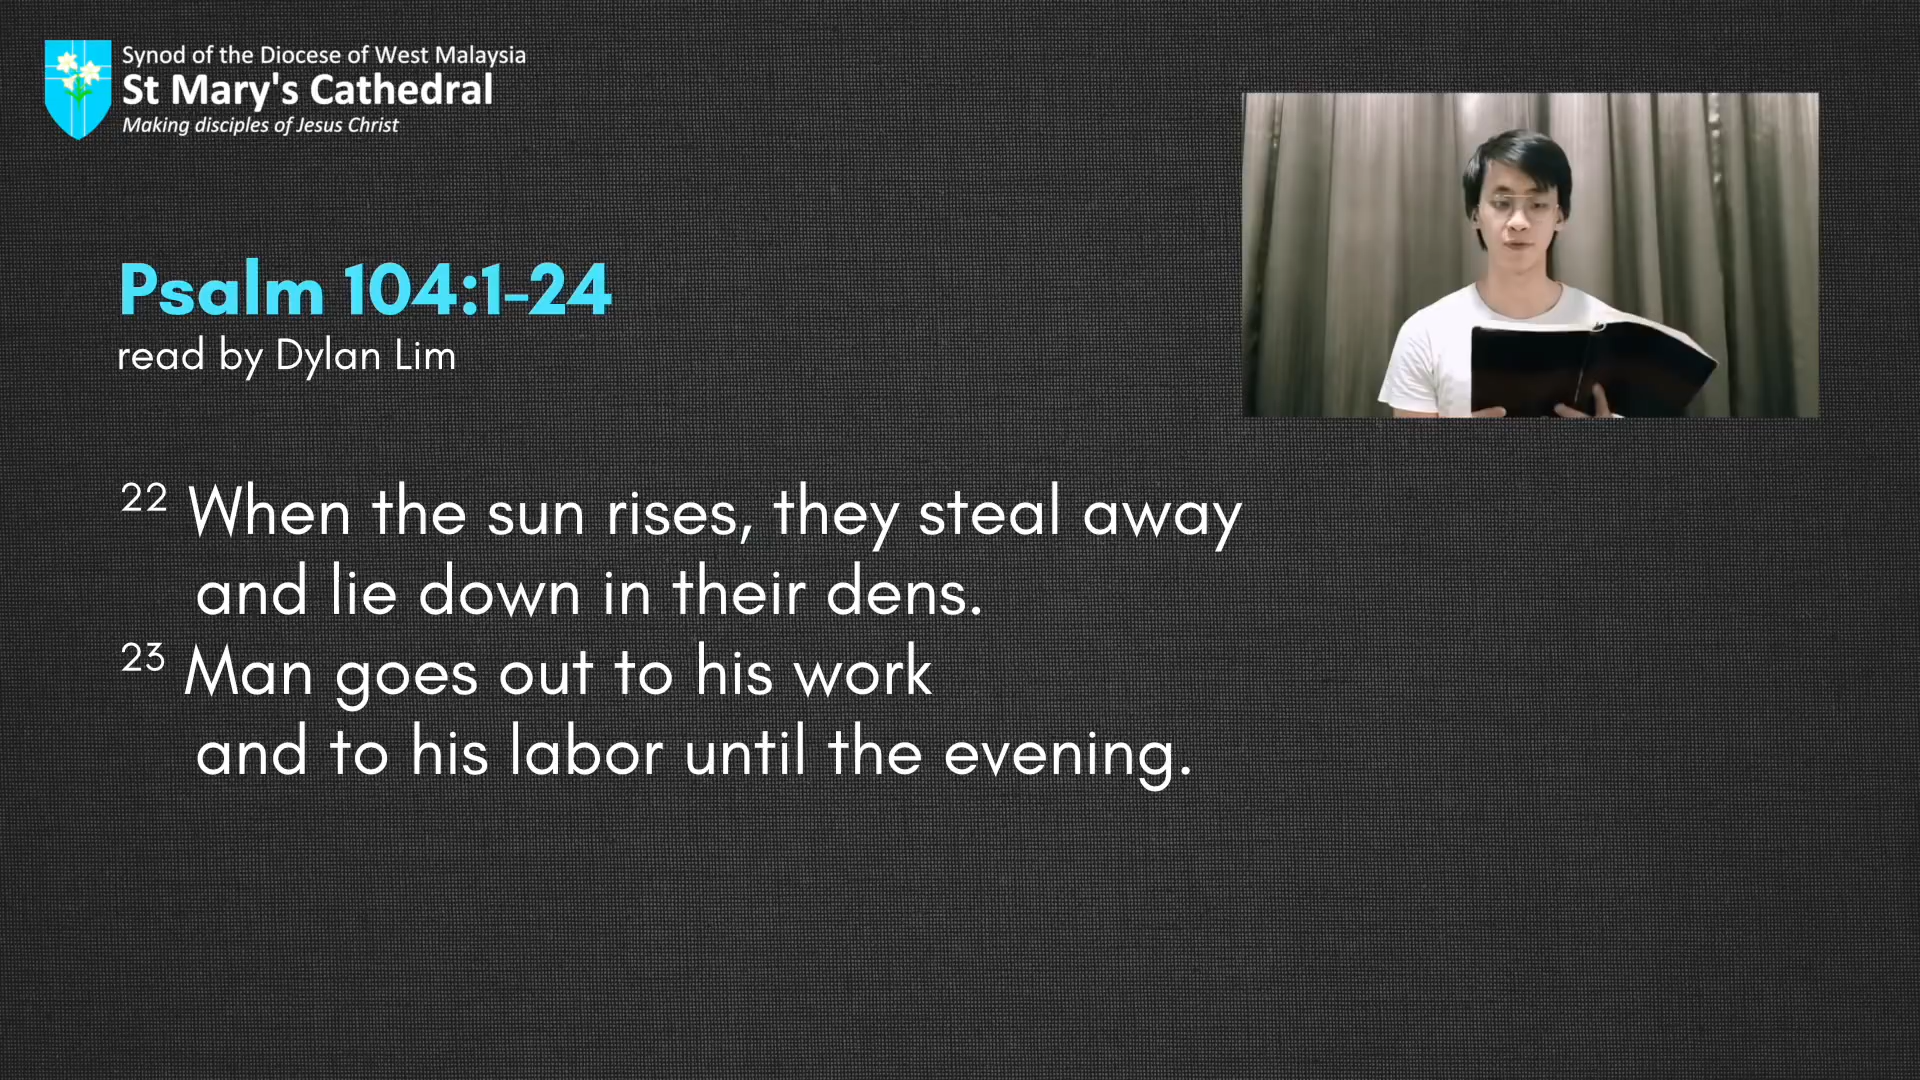 Synod of the Diocese of West Malaysia
St Mary's Cathedral
Making disciples of Jesus Christ
Psalm 104:1-24
read by Dylan Lim
22 When the sun rises, they steal away
and lie down in their dens.
23 Man goes out to his work
and to his labor until the evening.